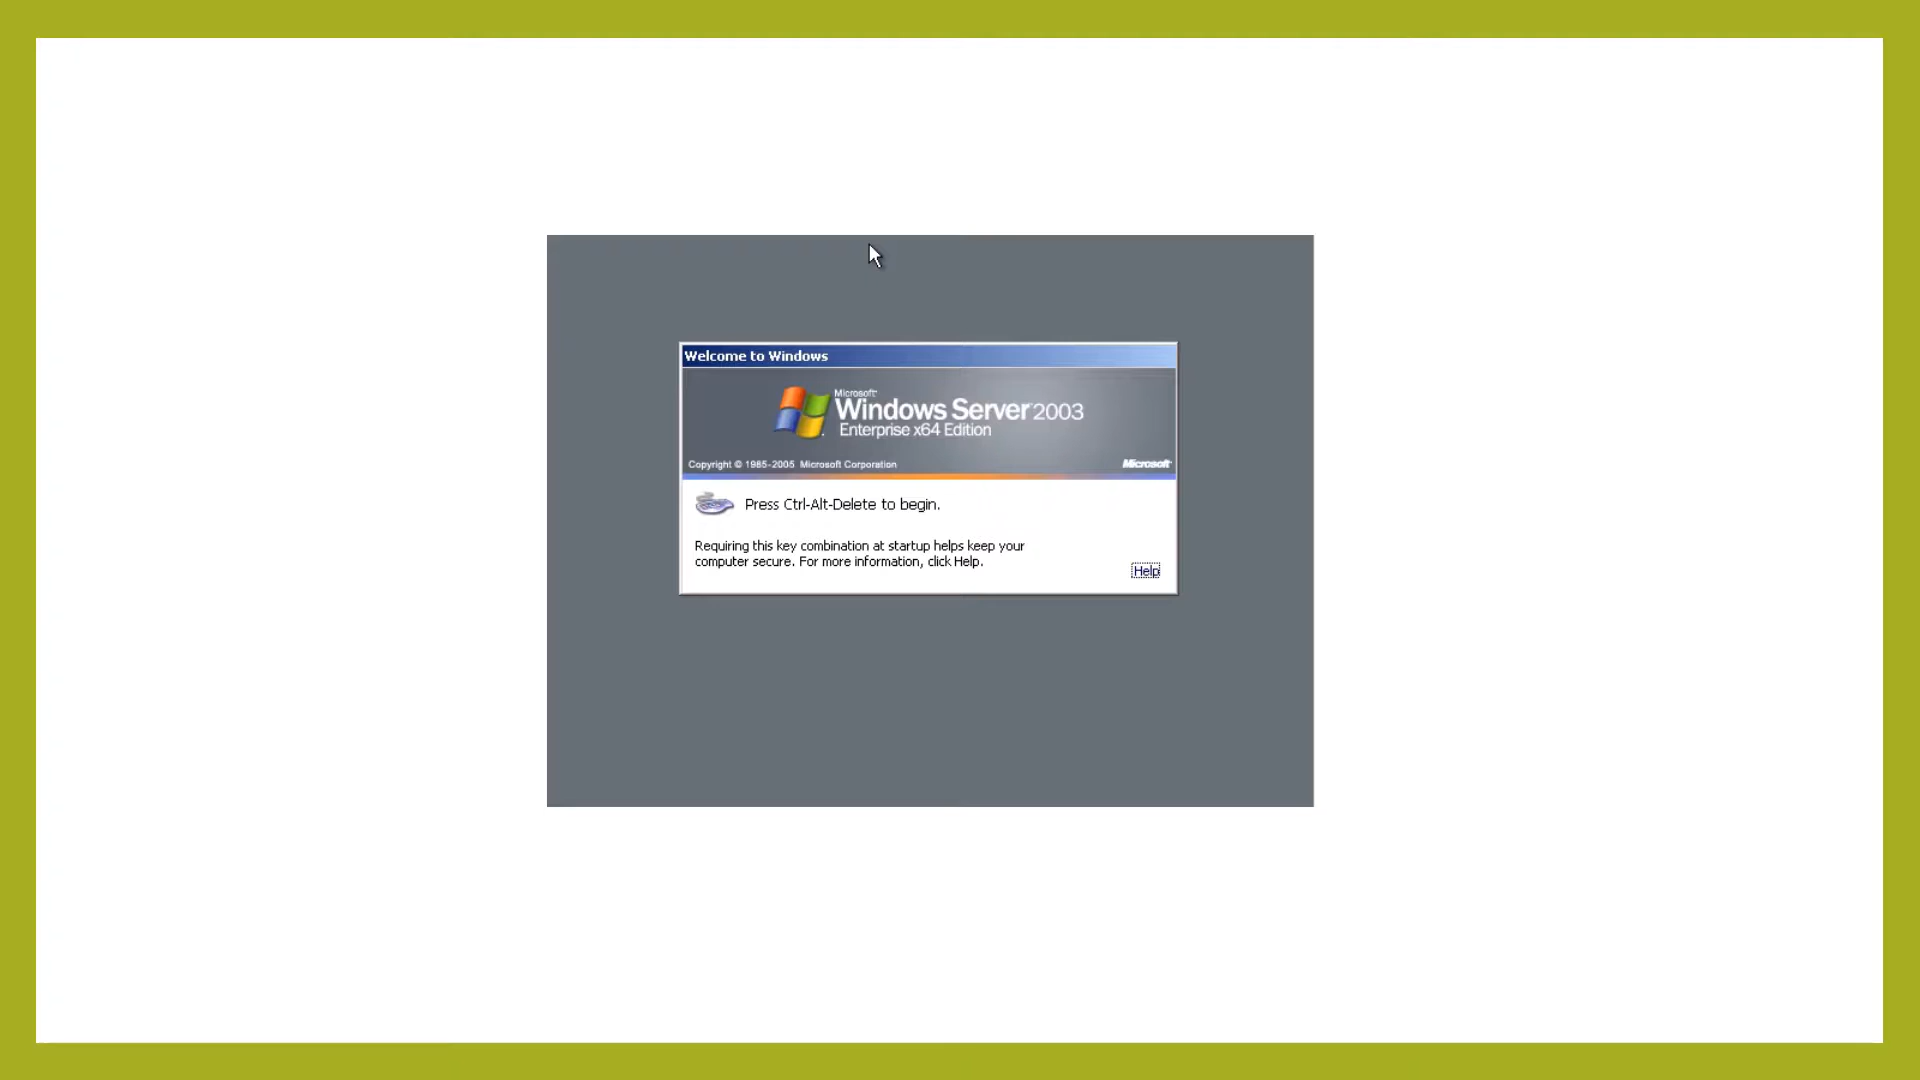 Welcome to Windows
Microsoft
Windows Server 2003
Enterprise x64 Edition
Copyright © 1985-2005 Microsoft Corporation
Microsoft
Press Ctrl-Alt-Delete to begin.
Requiring this key combination at startup helps keep your
computer secure. For more information, click Help.
Help